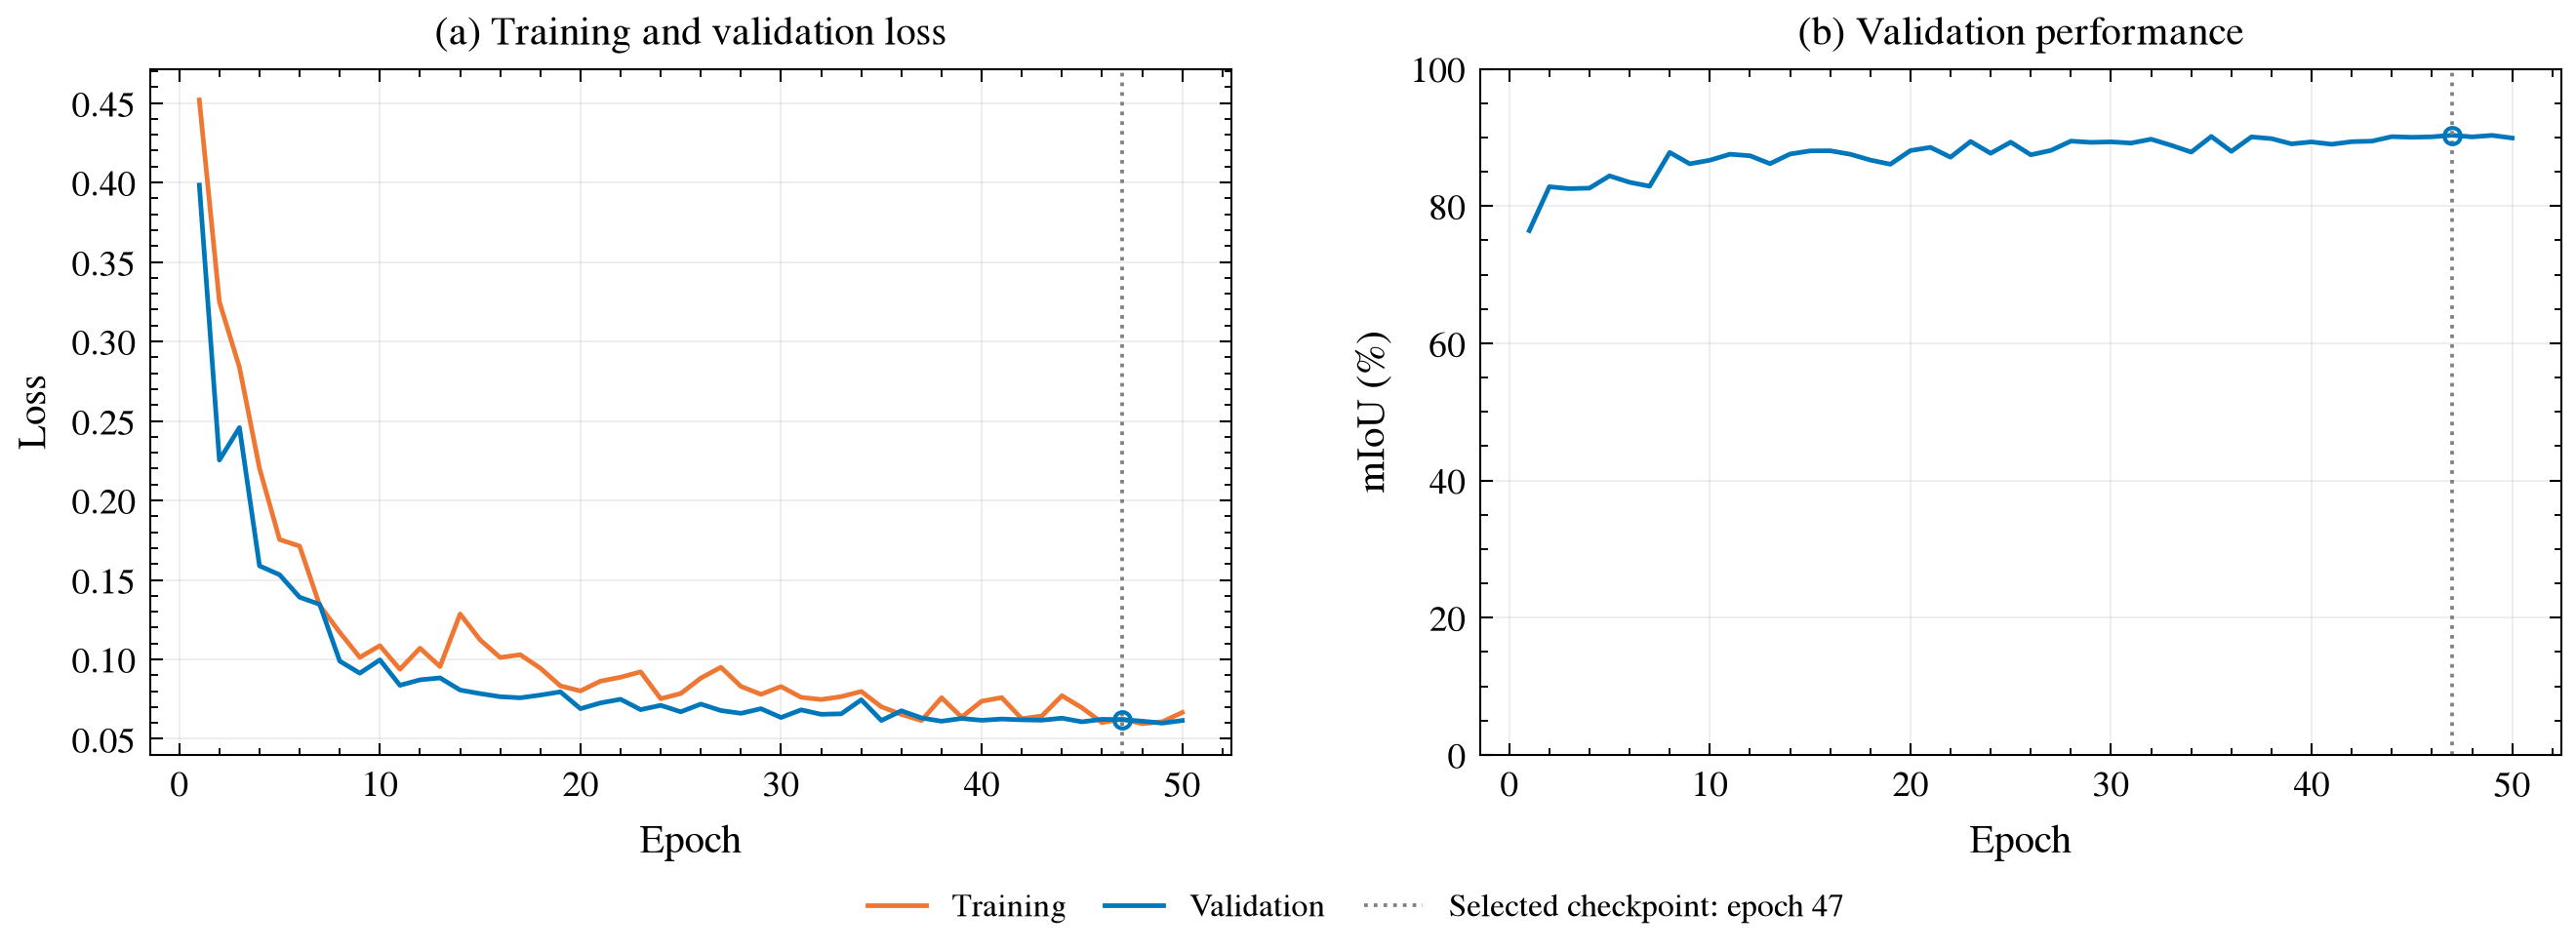 (a) Training and validation loss
0.45
0.40
0.35
0.30
0.25
0.20
0.15
0.10
0.05
Loss
0 10 20 30 40 50
Epoch
(b) Validation performance
100
80
60
40
20
0
mIoU (%)
0 10 20 30 40 50
Epoch
Training Validation Selected checkpoint: epoch 47